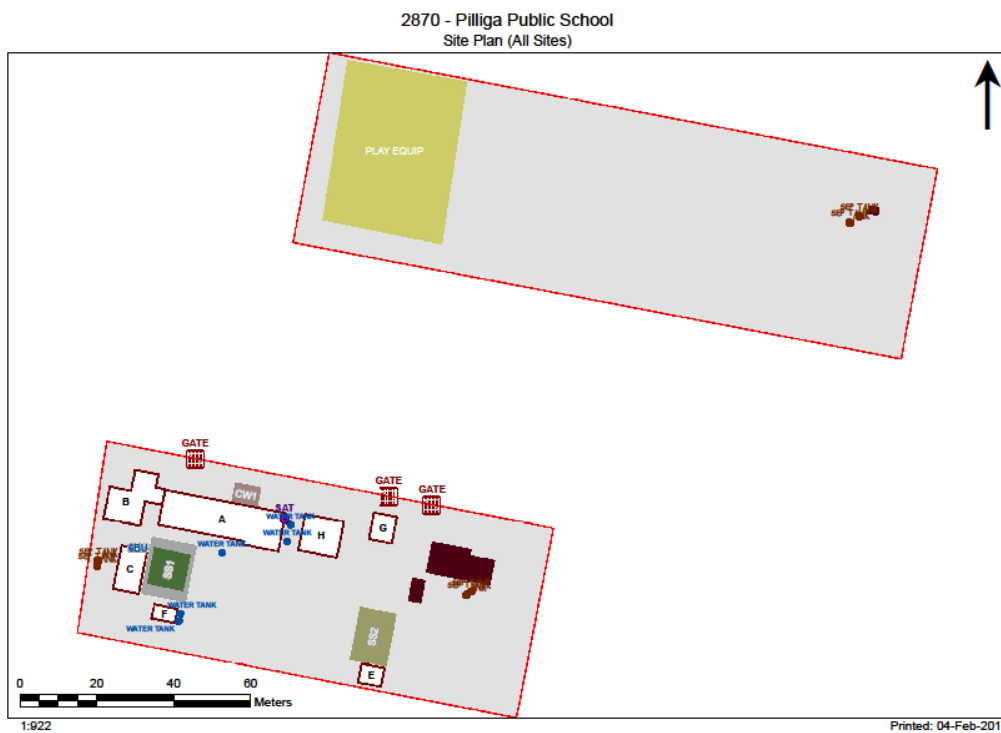 2870 - Pilliga Public School
Site Plan (All Sites)
PLAY EQUIP
SEP TANK
SEP TANK
GATE
GATE
GATE
CW1
SAT
B
A
WATER TANK
WATER TANK
H
G
WATER TANK
SEP TANK
C
SS1
F
WATER TANK
WATER TANK
SEP TANK
SS2
E
0 20 40 60
Meters
1:922
Printed: 04-Feb-201